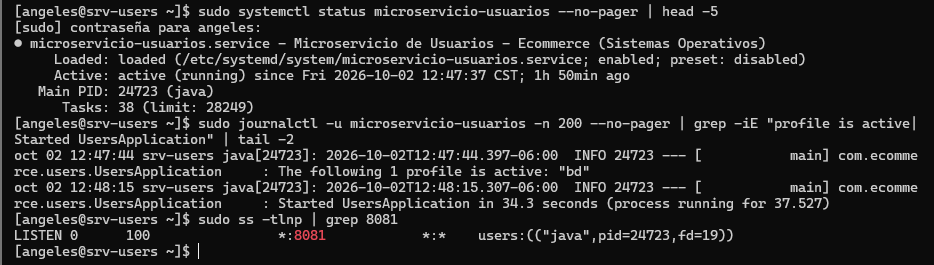 [angeles@srv-users ~]$ sudo systemctl status microservicio-usuarios --no-pager | head -5
[sudo] contraseña para angeles:
● microservicio-usuarios.service - Microservicio de Usuarios - Ecommerce (Sistemas Operativos)
     Loaded: loaded (/etc/systemd/system/microservicio-usuarios.service; enabled; preset: disabled)
     Active: active (running) since Fri 2026-10-02 12:47:37 CST; 1h 50min ago
   Main PID: 24723 (java)
      Tasks: 38 (limit: 28249)
[angeles@srv-users ~]$ sudo journalctl -u microservicio-usuarios -n 200 --no-pager | grep -iE "profile is active|
Started UsersApplication" | tail -2
oct 02 12:47:44 srv-users java[24723]: 2026-10-02T12:47:44.397-06:00  INFO 24723 --- [           main] com.ecomme
rce.users.UsersApplication     : The following 1 profile is active: "bd"
oct 02 12:48:15 srv-users java[24723]: 2026-10-02T12:48:15.307-06:00  INFO 24723 --- [           main] com.ecomme
rce.users.UsersApplication     : Started UsersApplication in 34.3 seconds (process running for 37.527)
[angeles@srv-users ~]$ sudo ss -tlnp | grep 8081
LISTEN 0      100                *:8081            *:*    users:(("java",pid=24723,fd=19))
[angeles@srv-users ~]$